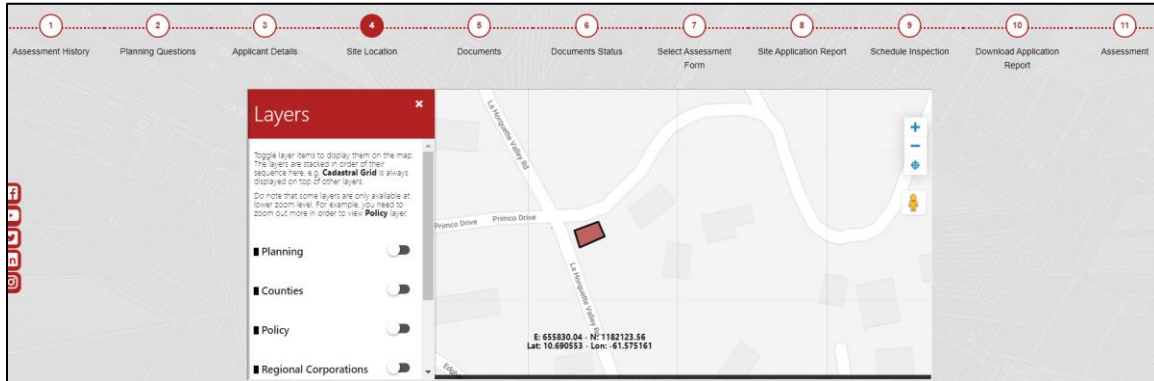 1
2
3
4
5
6
7
8
9
10
11
Assessment History
Planning Questions
Applicant Details
Site Location
Documents
Documents Status
Select Assessment
Form
Site Application Report
Schedule Inspection
Download Application
Report
Assessment
Layers
×
Toggle layer items to display them on the map.
The layers are stacked in order of their
sequence here, e.g. Cadastral Grid is always
displayed on top of other layers.
Do note that some layers are only available at
lower zoom level. For example, you need to
zoom out more in order to view Policy layer.
Planning
Counties
Policy
Regional Corporations
La Horquette Valley Rd
Primco Drive
Primco Drive
La Horquette Valley Rd
E: 655830.04 - N: 1182123.56
Lat: 10.690553 - Lon: -61.575161